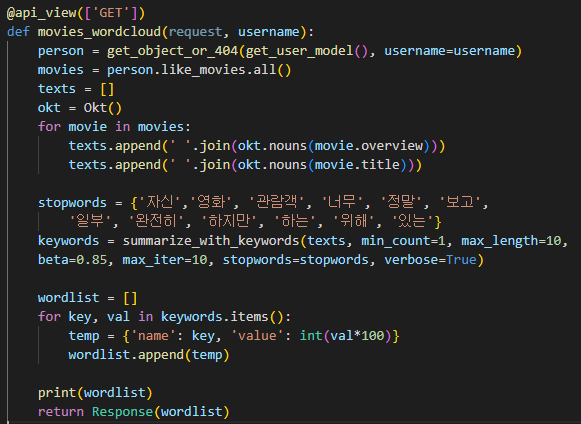 @api_view(['GET'])
def movies_wordcloud(request, username):
    person = get_object_or_404(get_user_model(), username=username)
    movies = person.like_movies.all()
    texts = []
    okt = Okt()
    for movie in movies:
        texts.append(' '.join(okt.nouns(movie.overview)))
        texts.append(' '.join(okt.nouns(movie.title)))

    stopwords = {'자신','영화', '관람객', '너무', '정말', '보고',
        '일부', '완전히', '하지만', '하는', '위해', '있는'}
    keywords = summarize_with_keywords(texts, min_count=1, max_length=10,
    beta=0.85, max_iter=10, stopwords=stopwords, verbose=True)

    wordlist = []
    for key, val in keywords.items():
        temp = {'name': key, 'value': int(val*100)}
        wordlist.append(temp)

    print(wordlist)
    return Response(wordlist)